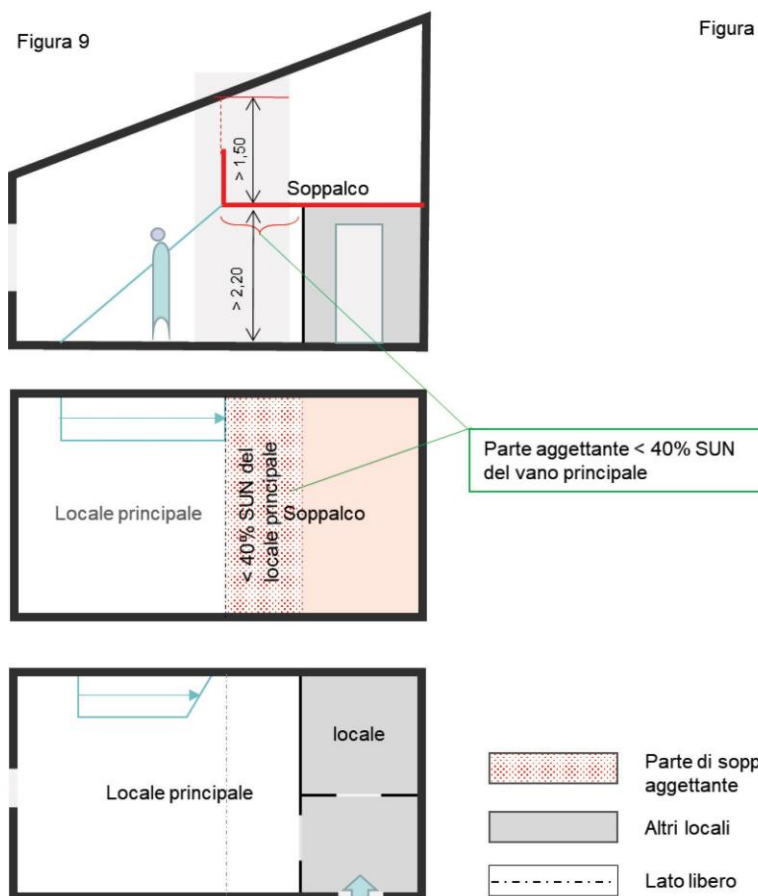 Figura 9
Figura
> 1,50
Soppalco
> 2,20
Parte aggettante < 40% SUN
del vano principale
Locale principale
< 40% SUN del
locale principale
Soppalco
locale
Locale principale
Parte di sopp
aggettante
Altri locali
Lato libero